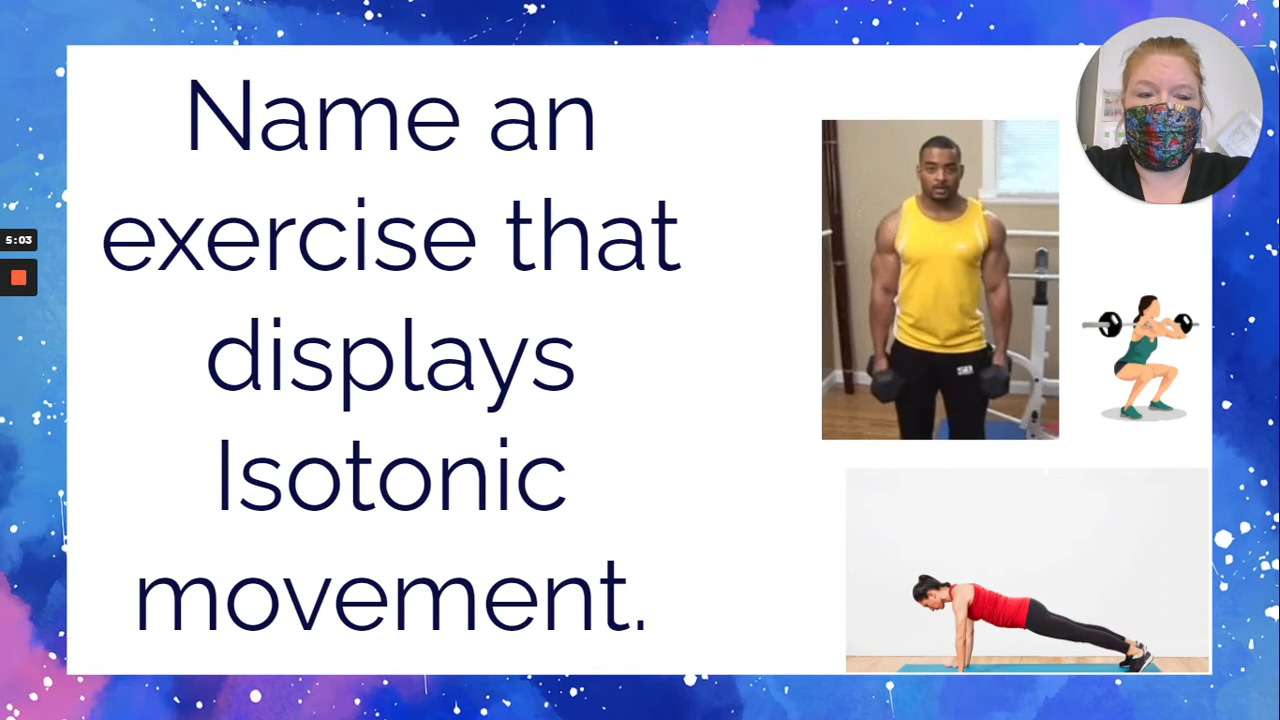 Name an
exercise that
displays
Isotonic
movement.
5:03